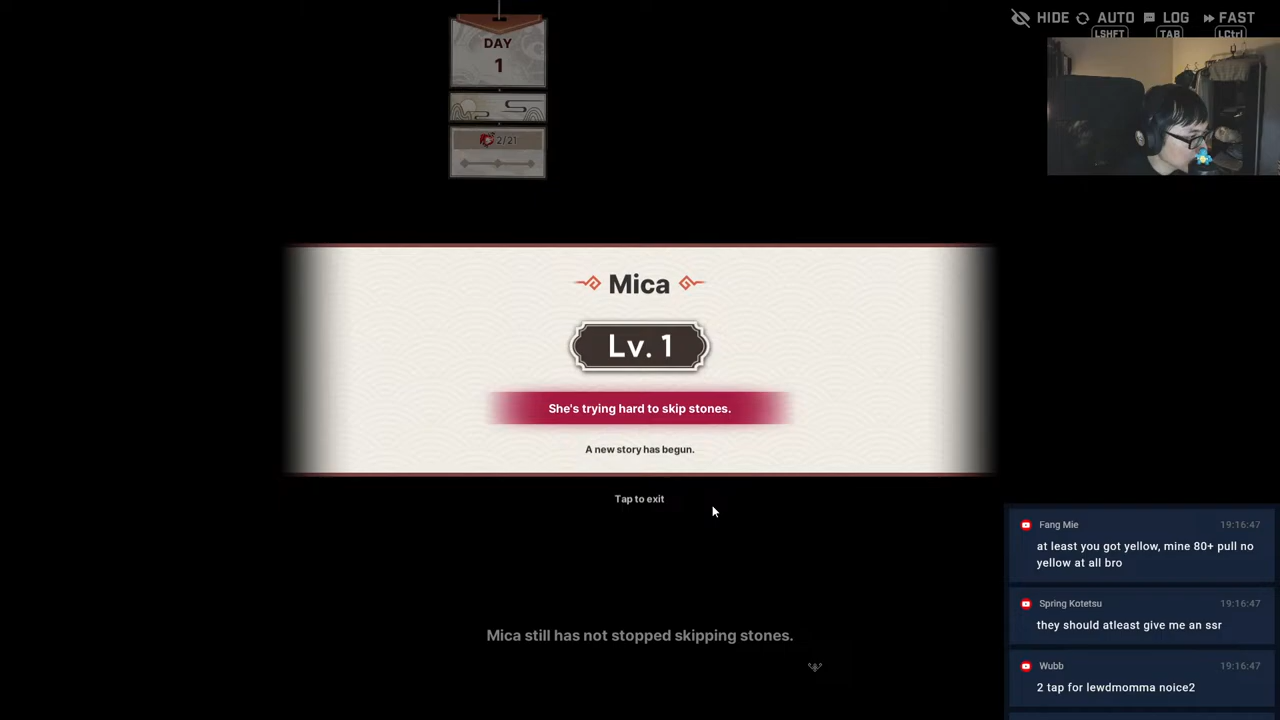 HIDE AUTO LOG FAST
LSHFT TAB LCtrl
DAY
1
2/21
Mica
Lv. 1
She's trying hard to skip stones.
A new story has begun.
Tap to exit
Mica still has not stopped skipping stones.
Fang Mie 19:16:47
at least you got yellow, mine 80+ pull no
yellow at all bro
Spring Kotetsu 19:16:47
they should atleast give me an ssr
Wubb 19:16:47
2 tap for lewdmomma noice2